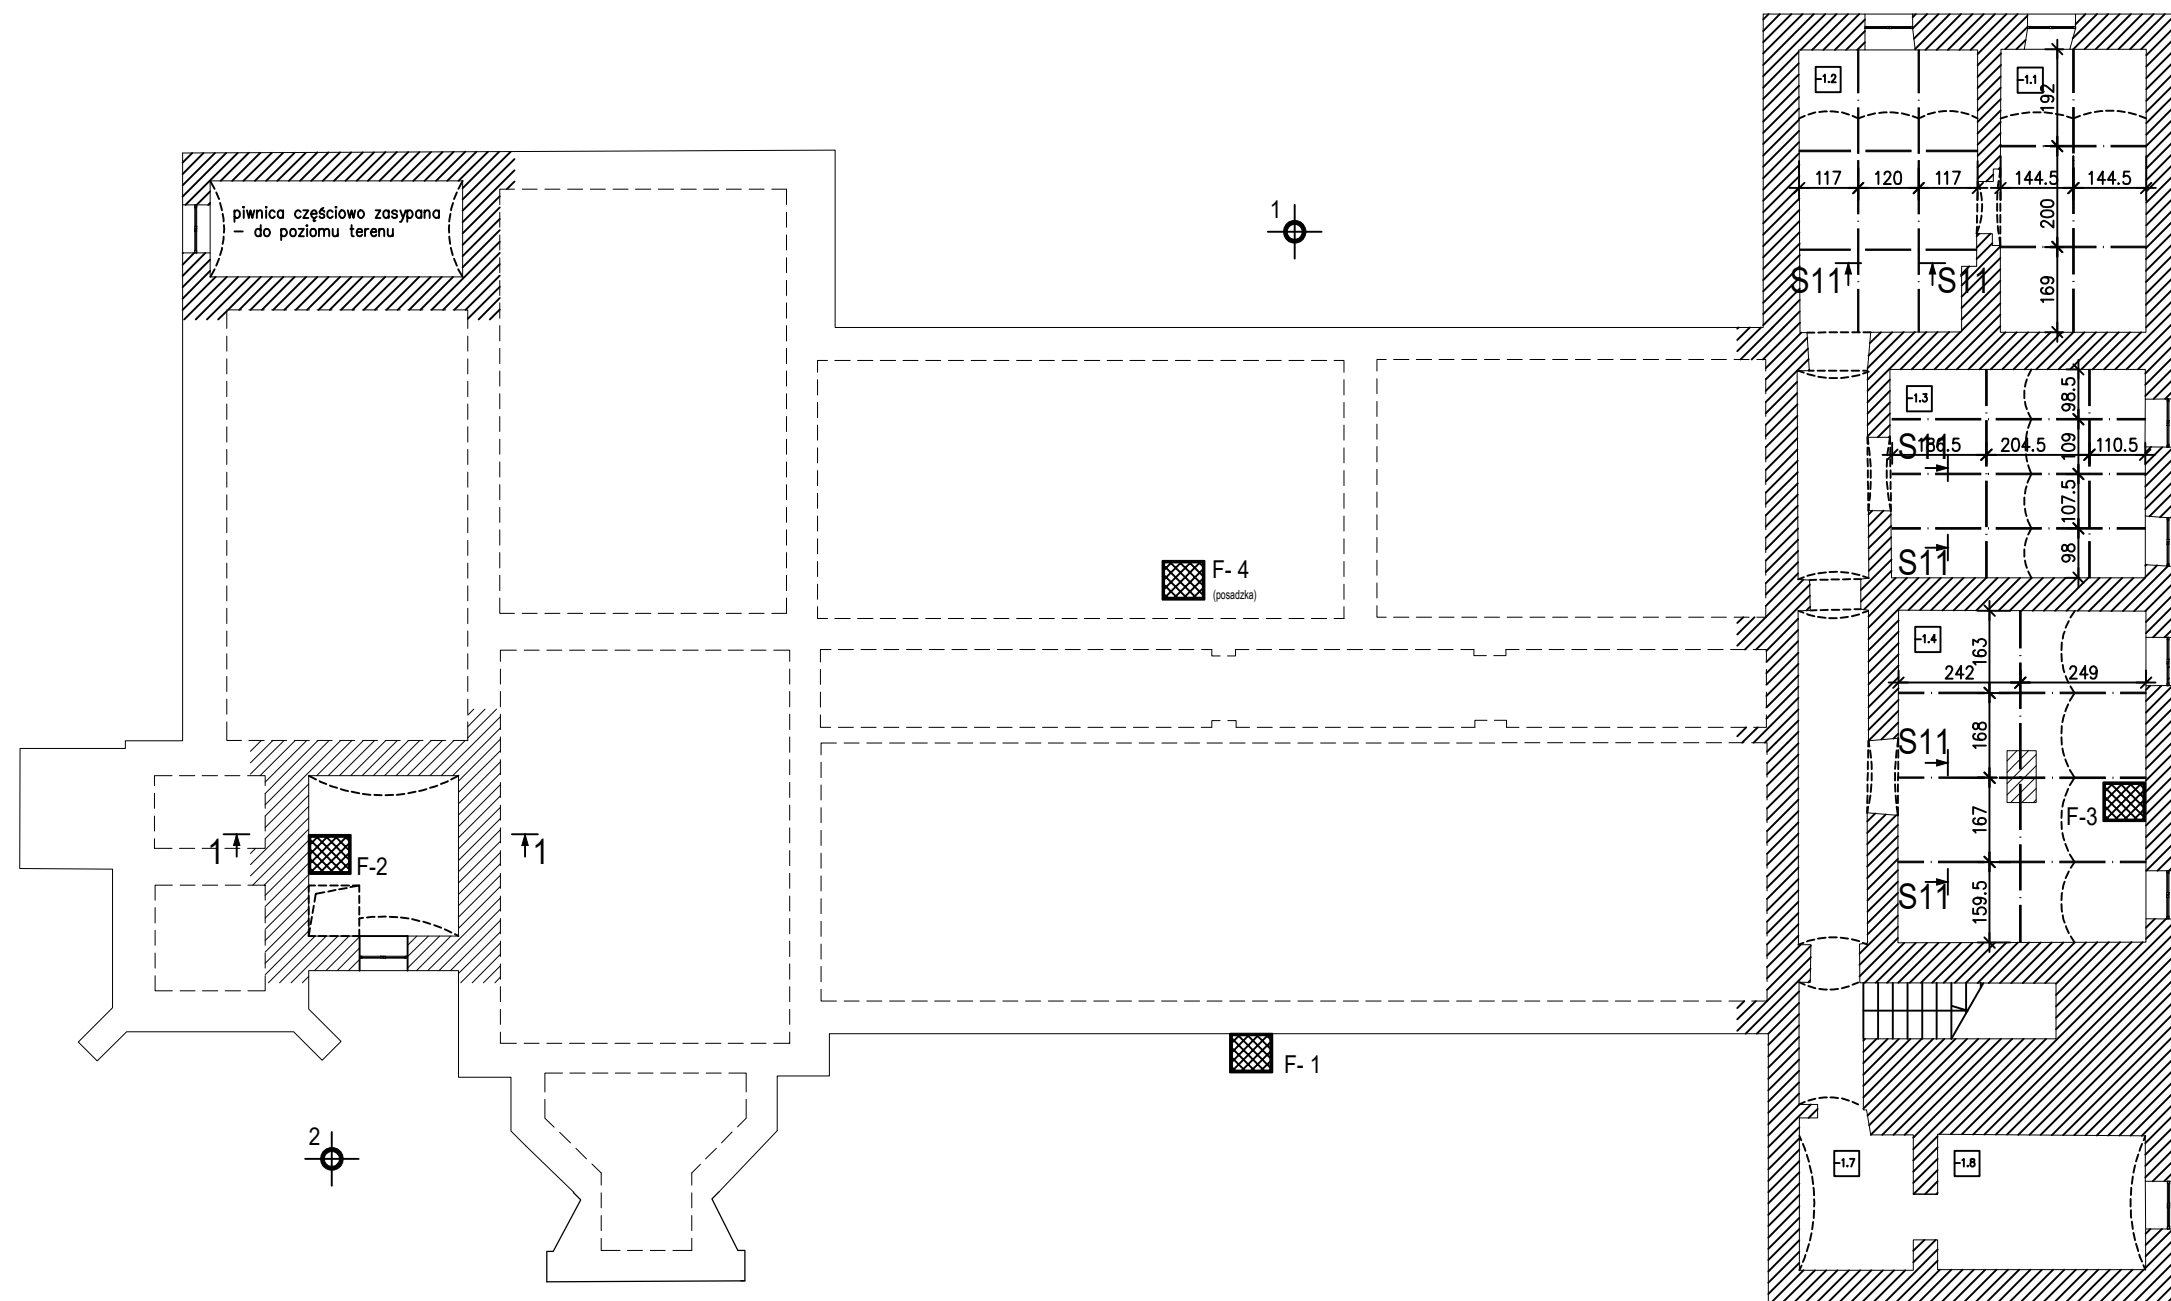 -1.2
-1.1
192
117
120
117
144.5
144.5
200
169
S11
S11
piwnica częściowo zasypana
- do poziomu terenu
1
-1.3
98.5
S11
204.5
109
110.5
107.5
98
S11
F- 4
(posadzka)
-1.4
163
242
249
S11
168
167
F-3
S11
159.5
1
1
F-2
F- 1
2
-1.7
-1.8